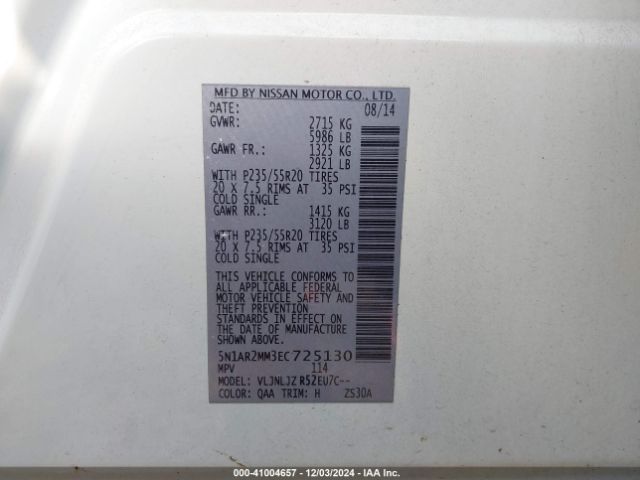 MFD BY NISSAN MOTOR CO., LTD.
DATE: 08/14
GVWR: 2715 KG
5986 LB
GAWR FR.: 1325 KG
2921 LB
WITH P235/55R20 TIRES
20 X 7.5 RIMS AT 35 PSI
COLD SINGLE
GAWR RR.: 1415 KG
3120 LB
WITH P235/55R20 TIRES
20 X 7.5 RIMS AT 35 PSI
COLD SINGLE
THIS VEHICLE CONFORMS TO
ALL APPLICABLE FEDERAL
MOTOR VEHICLE SAFETY AND
THEFT PREVENTION
STANDARDS IN EFFECT ON
THE DATE OF MANUFACTURE
SHOWN ABOVE.
5N1AR2MM3EC725130
MPV 114
MODEL: VLJNLJZ R52EU7C--
COLOR: QAA TRIM: H ZS30A
000-41004657 - 12/03/2024 - IAA Inc.